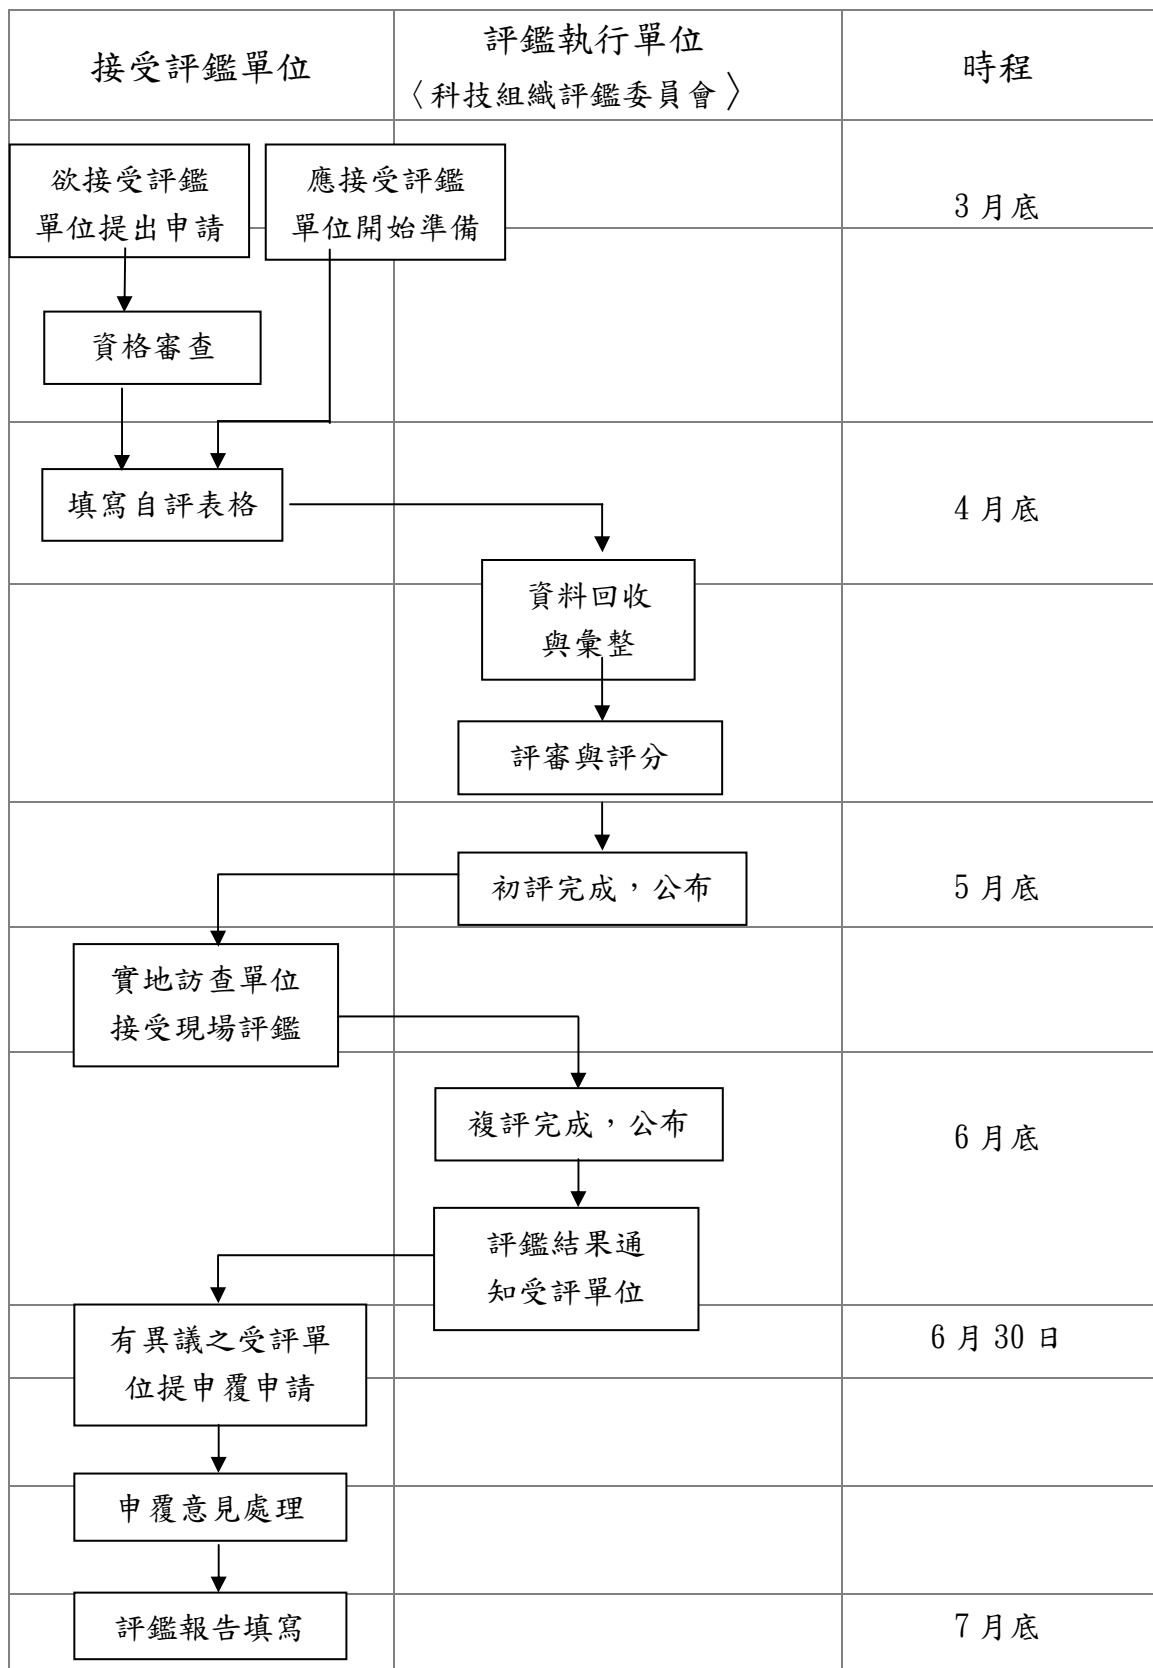 接受評鑑單位
評鑑執行單位
〈科技組織評鑑委員會〉
時程
欲接受評鑑
單位提出申請
應接受評鑑
單位開始準備
3 月底
資格審查
填寫自評表格
4 月底
資料回收
與彙整
評審與評分
初評完成，公布
5 月底
實地訪查單位
接受現場評鑑
複評完成，公布
6 月底
評鑑結果通
知受評單位
有異議之受評單
位提申覆申請
6 月 30 日
申覆意見處理
評鑑報告填寫
7 月底